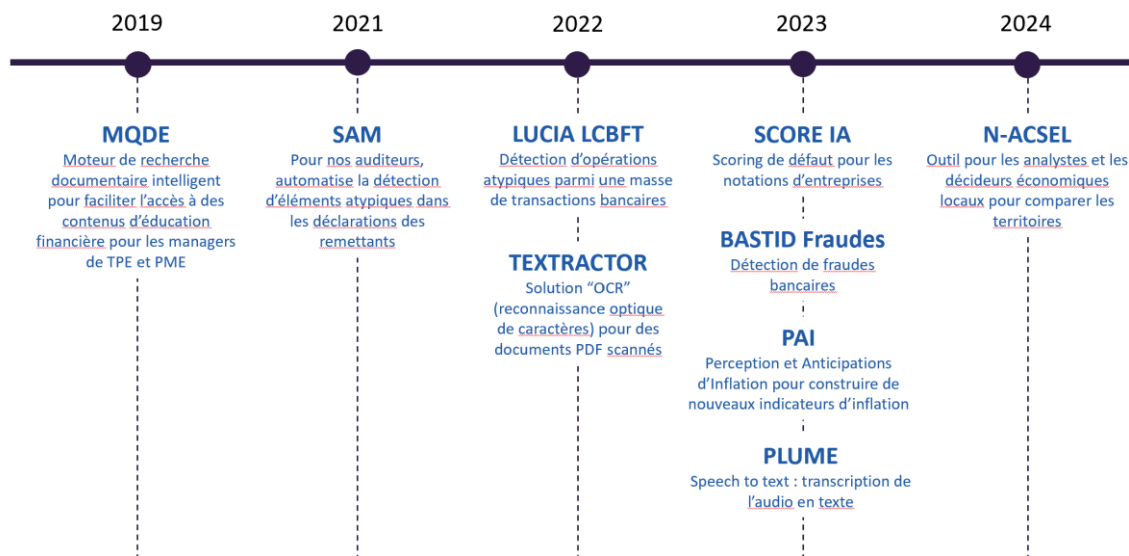 2019
2021
2022
2023
2024
MQDE
Moteur de recherche
documentaire intelligent
pour faciliter l'accès à des
contenus d'éducation
financière pour les managers
de TPE et PME
SAM
Pour nos auditeurs,
automatise la détection
d'éléments atypiques dans
les déclarations des
remettants
LUCIA LCBFT
Détection d'opérations
atypiques parmi une masse
de transactions bancaires
TEXTRACTOR
Solution "OCR"
(reconnaissance optique
de caractères) pour des
documents PDF scannés
SCORE IA
Scoring de défaut pour les
notations d'entreprises
BASTID Fraudes
Détection de fraudes
bancaires
PAI
Perception et Anticipations
d'Inflation pour construire de
nouveaux indicateurs d'inflation
PLUME
Speech to text : transcription de
l'audio en texte
N-ACSEL
Outil pour les analystes et les
décideurs économiques
locaux pour comparer les
territoires